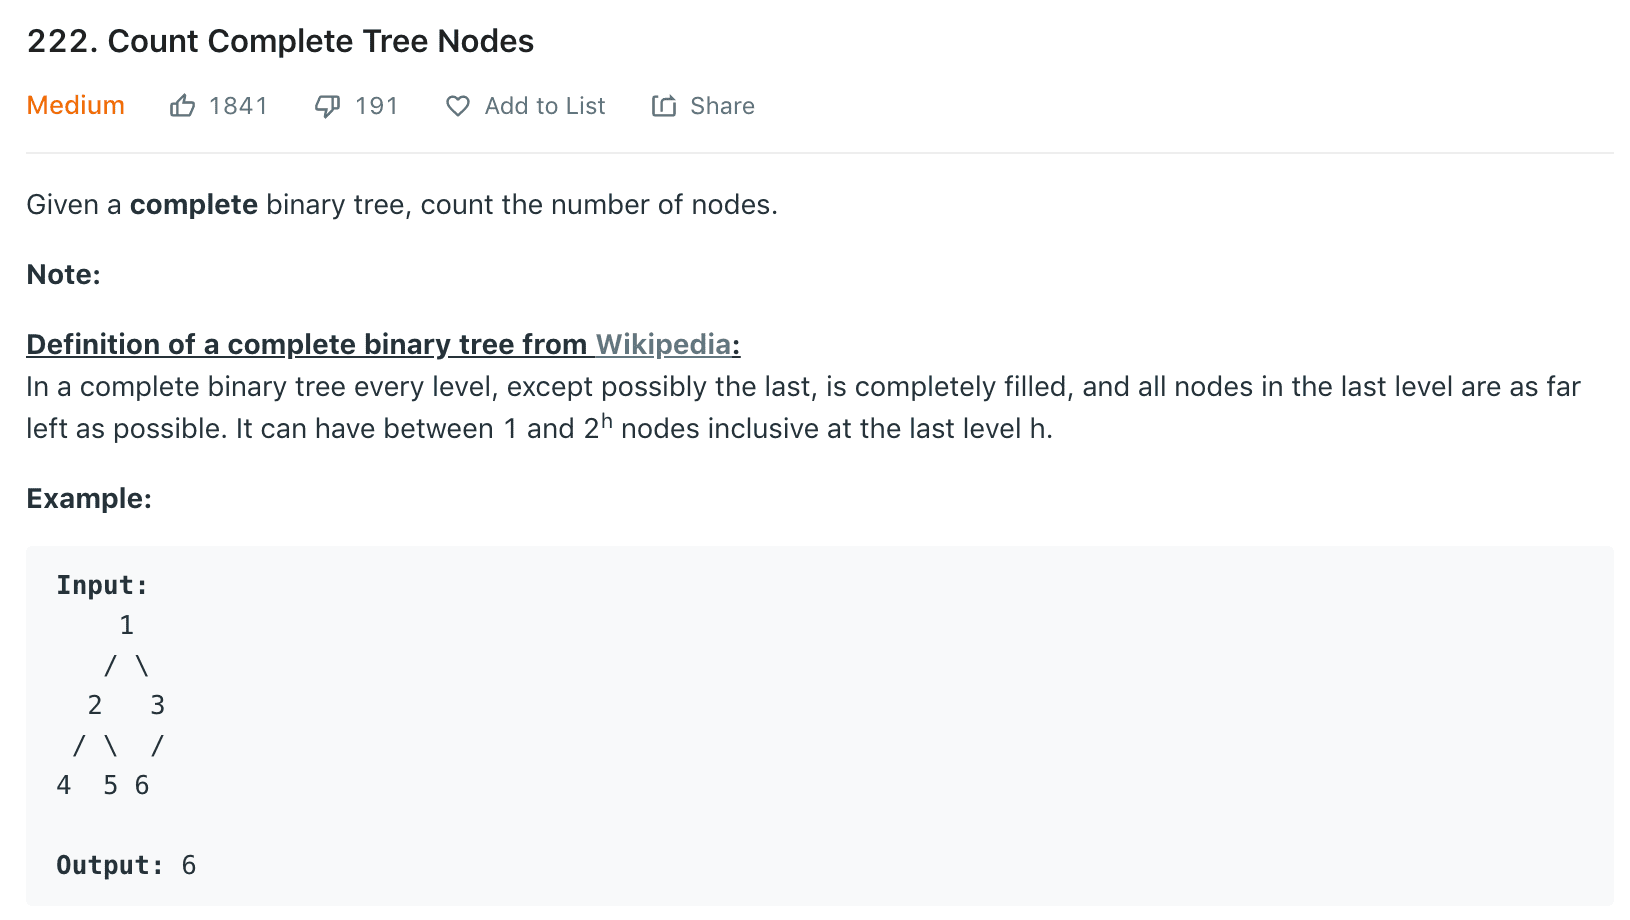 222. Count Complete Tree Nodes
Medium 1841 191 Add to List Share
Given a complete binary tree, count the number of nodes.
Note:
Definition of a complete binary tree from Wikipedia:
In a complete binary tree every level, except possibly the last, is completely filled, and all nodes in the last level are as far
left as possible. It can have between 1 and 2ʰ nodes inclusive at the last level h.
Example:
Input:
    1
   / \
  2   3
 / \  /
4  5 6
Output: 6